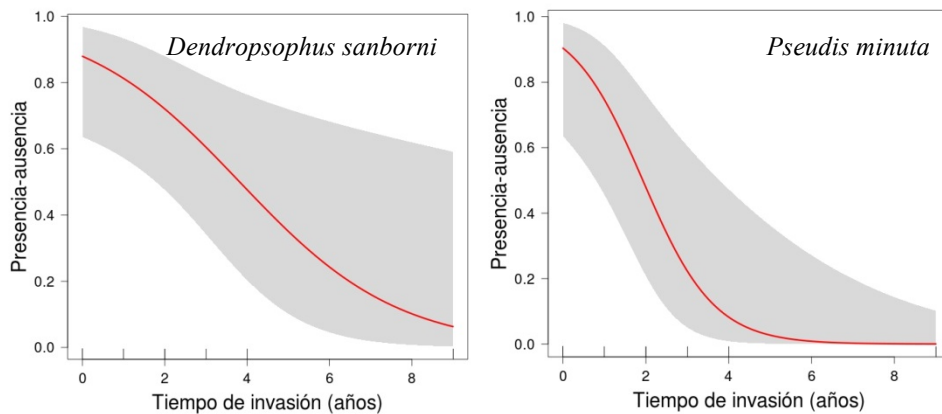 Dendropsophus sanborni
Presencia-ausencia
1.0
0.8
0.6
0.4
0.2
0.0
0 2 4 6 8
Tiempo de invasión (años)
Pseudis minuta
Presencia-ausencia
1.0
0.8
0.6
0.4
0.2
0.0
0 2 4 6 8
Tiempo de invasión (años)